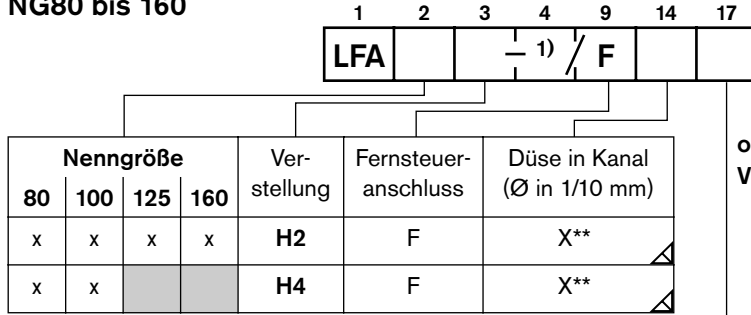 NG80 bis 160
1 2 3 4 9 14 17
LFA – 1) / F
Nenngröße Ver- Fernsteuer- Düse in Kanal
stellung anschluss (Ø in 1/10 mm)
80 100 125 160
x x x x H2 F X**
x x H4 F X**
o
V